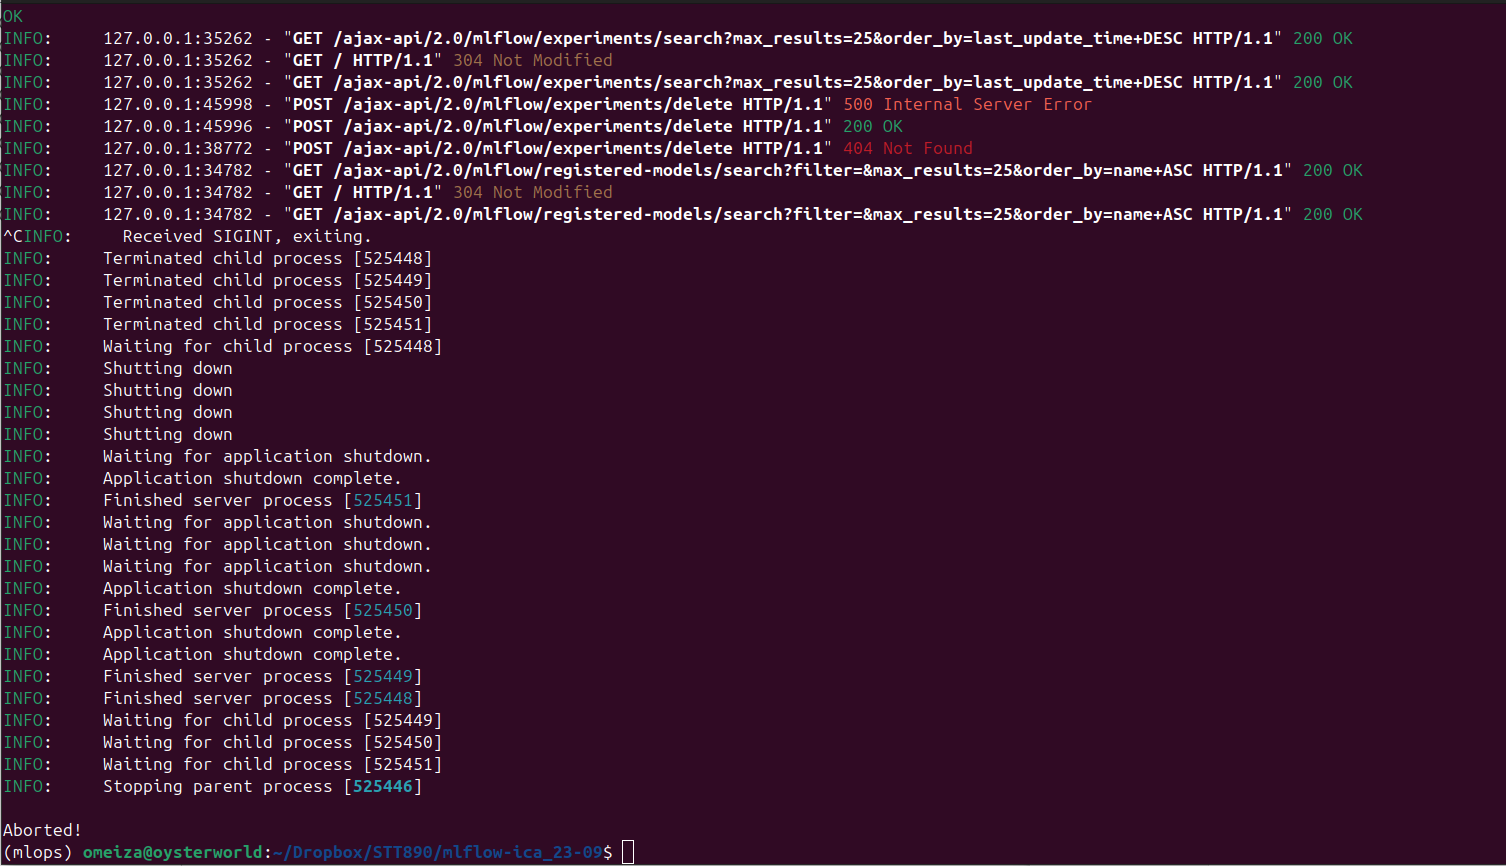 OK
INFO:     127.0.0.1:35262 - "GET /ajax-api/2.0/mlflow/experiments/search?max_results=25&order_by=last_update_time+DESC HTTP/1.1" 200 OK
INFO:     127.0.0.1:35262 - "GET / HTTP/1.1" 304 Not Modified
INFO:     127.0.0.1:35262 - "GET /ajax-api/2.0/mlflow/experiments/search?max_results=25&order_by=last_update_time+DESC HTTP/1.1" 200 OK
INFO:     127.0.0.1:45998 - "POST /ajax-api/2.0/mlflow/experiments/delete HTTP/1.1" 500 Internal Server Error
INFO:     127.0.0.1:45996 - "POST /ajax-api/2.0/mlflow/experiments/delete HTTP/1.1" 200 OK
INFO:     127.0.0.1:38772 - "POST /ajax-api/2.0/mlflow/experiments/delete HTTP/1.1" 404 Not Found
INFO:     127.0.0.1:34782 - "GET /ajax-api/2.0/mlflow/registered-models/search?filter=&max_results=25&order_by=name+ASC HTTP/1.1" 200 OK
INFO:     127.0.0.1:34782 - "GET / HTTP/1.1" 304 Not Modified
INFO:     127.0.0.1:34782 - "GET /ajax-api/2.0/mlflow/registered-models/search?filter=&max_results=25&order_by=name+ASC HTTP/1.1" 200 OK
^CINFO:     Received SIGINT, exiting.
INFO:     Terminated child process [525448]
INFO:     Terminated child process [525449]
INFO:     Terminated child process [525450]
INFO:     Terminated child process [525451]
INFO:     Waiting for child process [525448]
INFO:     Shutting down
INFO:     Shutting down
INFO:     Shutting down
INFO:     Shutting down
INFO:     Waiting for application shutdown.
INFO:     Application shutdown complete.
INFO:     Finished server process [525451]
INFO:     Waiting for application shutdown.
INFO:     Waiting for application shutdown.
INFO:     Waiting for application shutdown.
INFO:     Application shutdown complete.
INFO:     Finished server process [525450]
INFO:     Application shutdown complete.
INFO:     Application shutdown complete.
INFO:     Finished server process [525449]
INFO:     Finished server process [525448]
INFO:     Waiting for child process [525449]
INFO:     Waiting for child process [525450]
INFO:     Waiting for child process [525451]
INFO:     Stopping parent process [525446]
Aborted!
(mlops) omeiza@oysterworld:~/Dropbox/STT890/mlflow-ica_23-09$